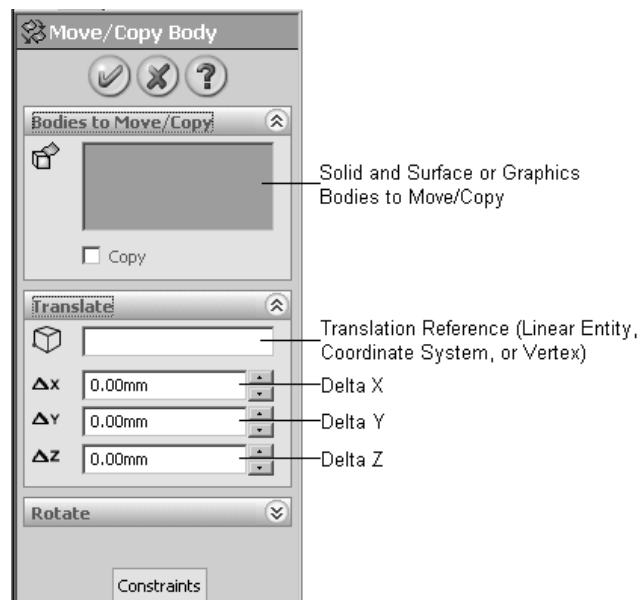 Move/Copy Body
Bodies to Move/Copy
Solid and Surface or Graphics
Bodies to Move/Copy
Copy
Translate
Translation Reference (Linear Entity,
Coordinate System, or Vertex)
ΔX 0.00mm Delta X
ΔY 0.00mm Delta Y
ΔZ 0.00mm Delta Z
Rotate
Constraints